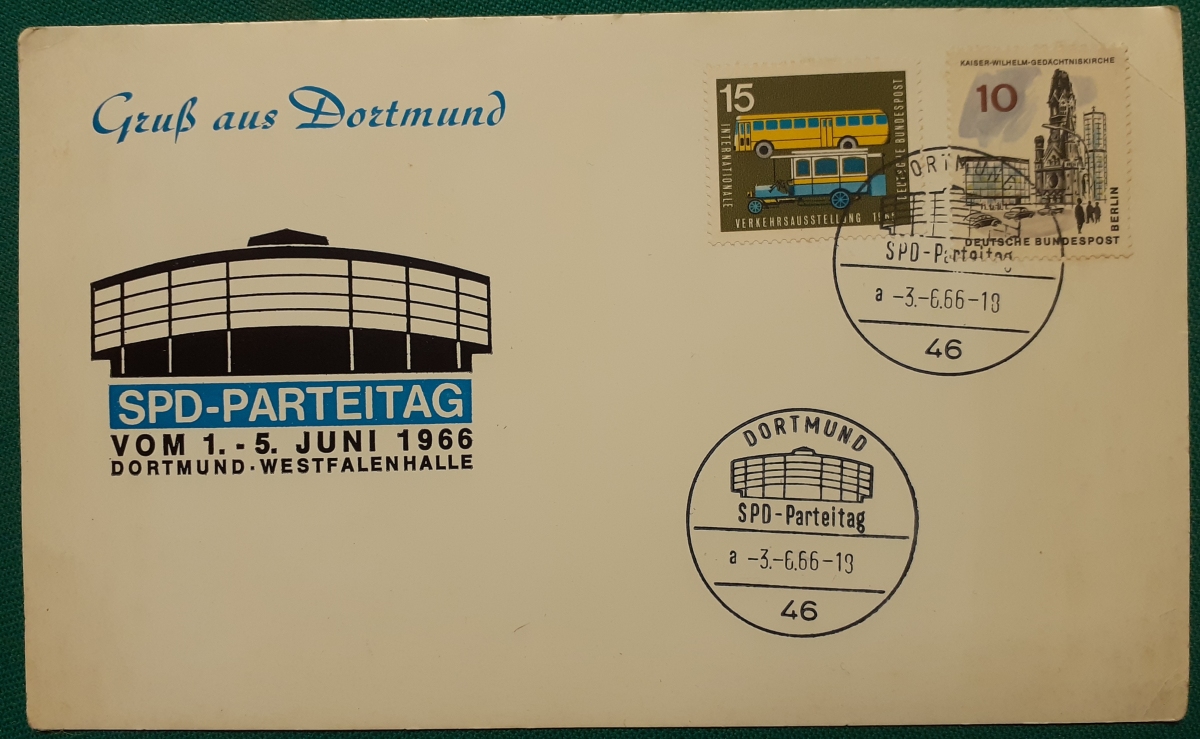 Gruß aus Dortmund
SPD-PARTEITAG
VOM 1. - 5. JUNI 1966
DORTMUND · WESTFALENHALLE
15
INTERNATIONALE
VERKEHRSAUSSTELLUNG 1965
DEUTSCHE BUNDESPOST
KAISER-WILHELM-GEDÄCHTNISKIRCHE
10
DEUTSCHE BUNDESPOST
BERLIN
DORTMUND
SPD-Parteitag
a -3.-6.66-18
46
DORTMUND
SPD-Parteitag
a -3.-6.66-18
46